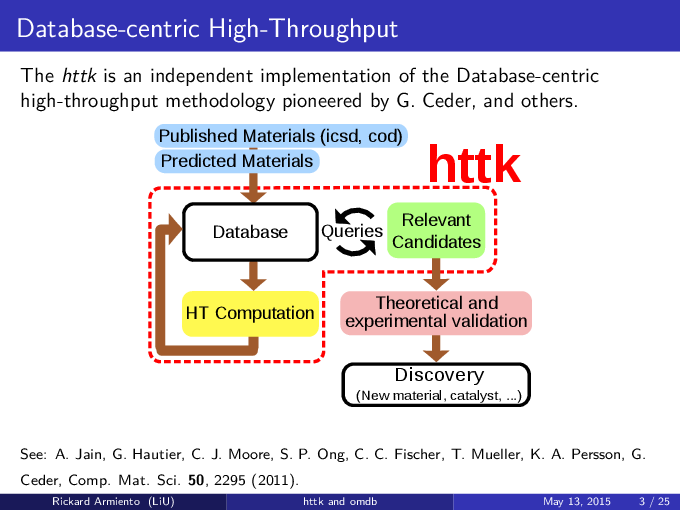 Database-centric High-Throughput
The httk is an independent implementation of the Database-centric
high-throughput methodology pioneered by G. Ceder, and others.
Published Materials (icsd, cod)
Predicted Materials
httk
Database
Queries
Relevant
Candidates
HT Computation
Theoretical and
experimental validation
Discovery
(New material, catalyst, ...)
See: A. Jain, G. Hautier, C. J. Moore, S. P. Ong, C. C. Fischer, T. Mueller, K. A. Persson, G.
Ceder, Comp. Mat. Sci. 50, 2295 (2011).
Rickard Armiento (LiU) httk and omdb May 13, 2015 3 / 25